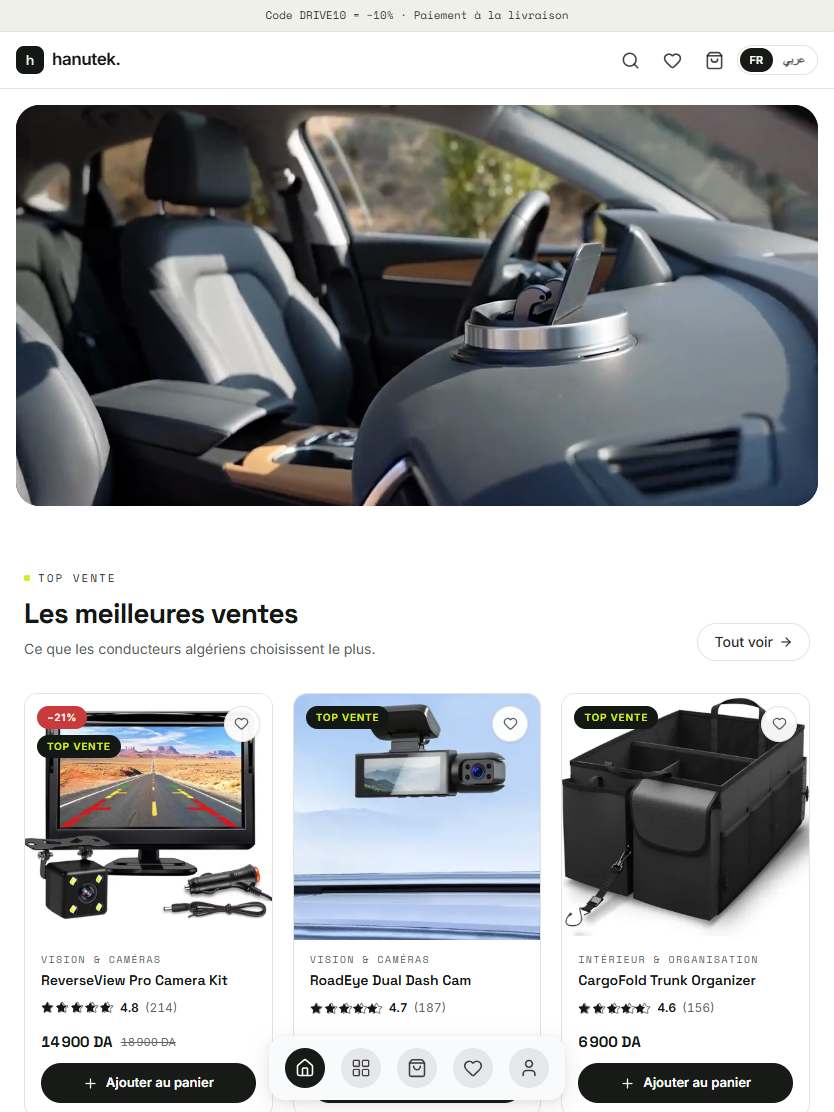 Code DRIVE10 = −10% · Paiement à la livraison
h hanutek.
FR عربي
TOP VENTE
Les meilleures ventes
Ce que les conducteurs algériens choisissent le plus.
Tout voir →
−21%
TOP VENTE
VISION & CAMÉRAS
ReverseView Pro Camera Kit
4.8 (214)
14 900 DA 18 900 DA
+ Ajouter au panier
TOP VENTE
VISION & CAMÉRAS
RoadEye Dual Dash Cam
4.7 (187)
TOP VENTE
INTÉRIEUR & ORGANISATION
CargoFold Trunk Organizer
4.6 (156)
6 900 DA
+ Ajouter au panier